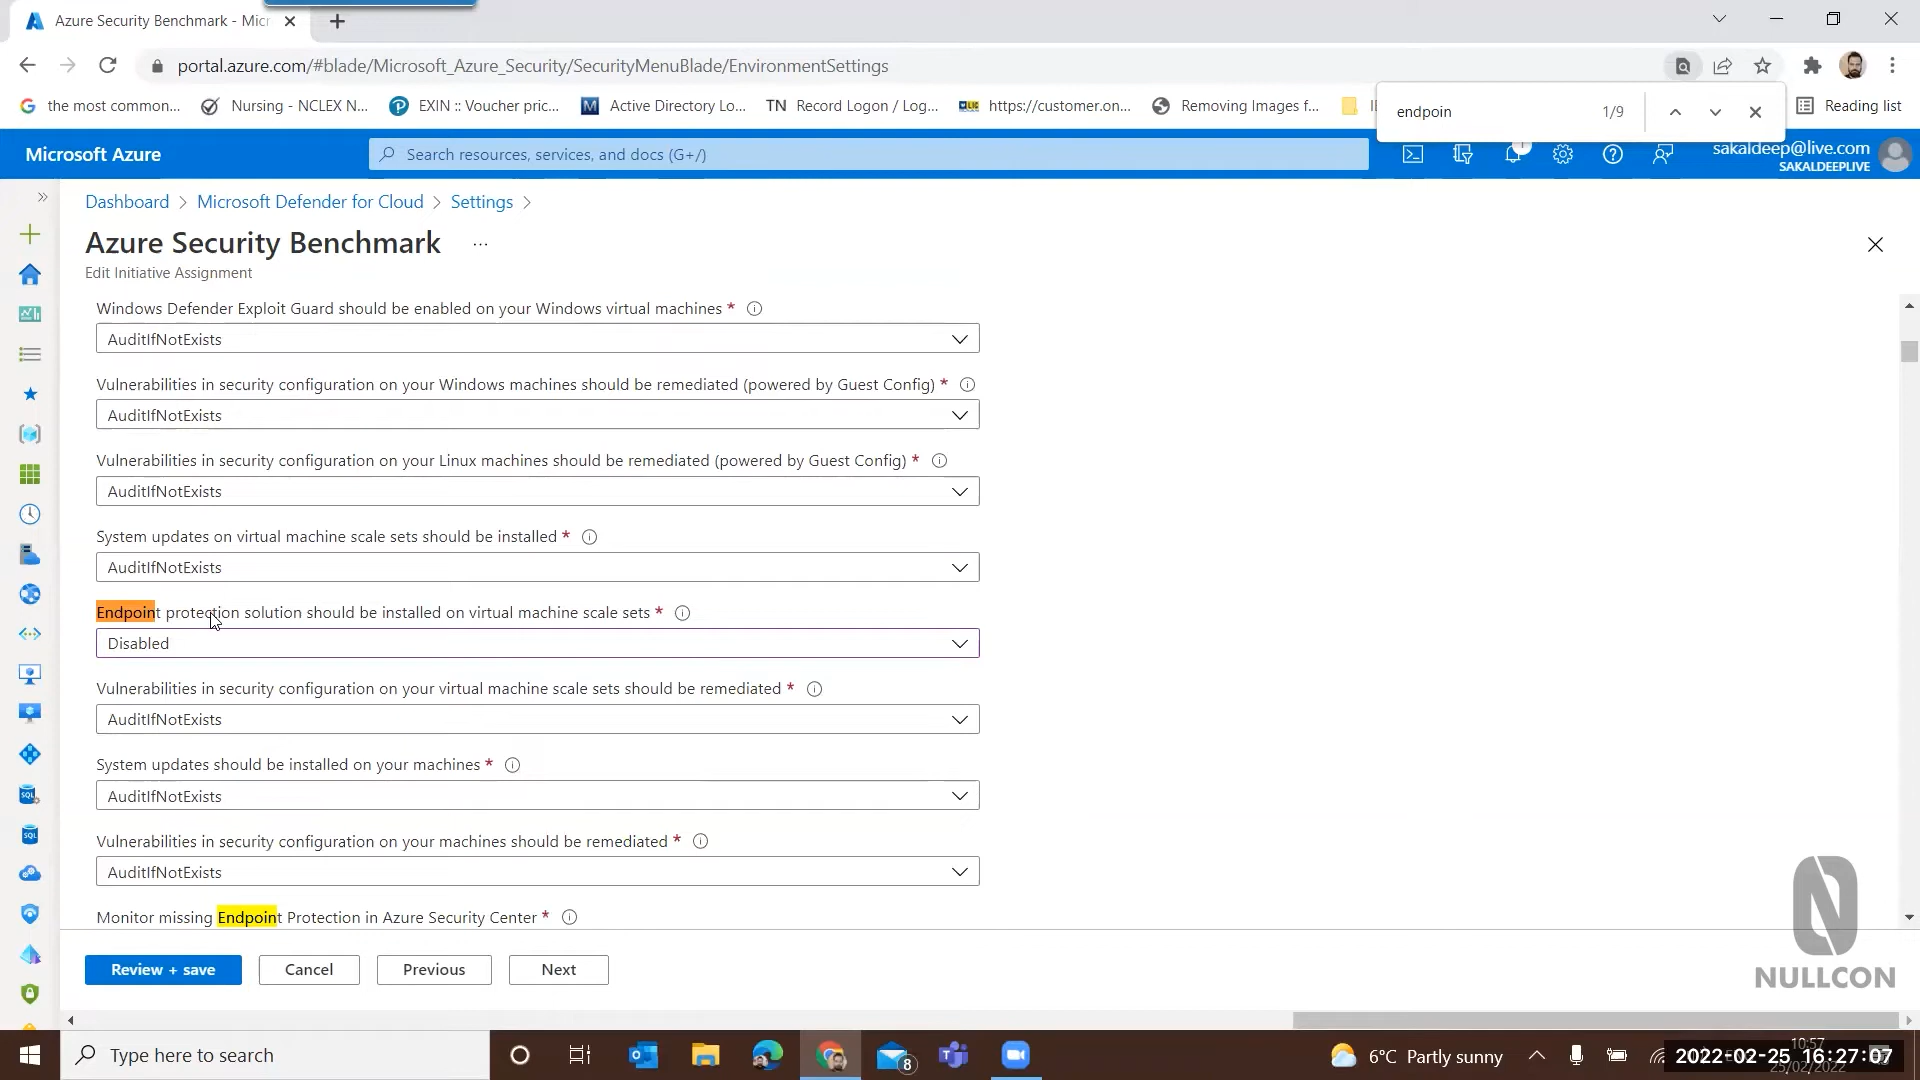 Azure Security Benchmark - Micr
portal.azure.com/#blade/Microsoft_Azure_Security/SecurityMenuBlade/EnvironmentSettings
the most common...
Nursing - NCLEX N...
EXIN :: Voucher pric...
Active Directory Lo...
TN Record Logon / Log...
https://customer.on...
Removing Images f...
endpoin 1/9
Reading list
Microsoft Azure
Search resources, services, and docs (G+/)
1
sakaldeep@live.com
SAKALDEEPLIVE
Dashboard > Microsoft Defender for Cloud > Settings >
Azure Security Benchmark ...
Edit Initiative Assignment
Windows Defender Exploit Guard should be enabled on your Windows virtual machines *
AuditIfNotExists
Vulnerabilities in security configuration on your Windows machines should be remediated (powered by Guest Config) *
AuditIfNotExists
Vulnerabilities in security configuration on your Linux machines should be remediated (powered by Guest Config) *
AuditIfNotExists
System updates on virtual machine scale sets should be installed *
AuditIfNotExists
Endpoint protection solution should be installed on virtual machine scale sets *
Disabled
Vulnerabilities in security configuration on your virtual machine scale sets should be remediated *
AuditIfNotExists
System updates should be installed on your machines *
AuditIfNotExists
Vulnerabilities in security configuration on your machines should be remediated *
AuditIfNotExists
Monitor missing Endpoint Protection in Azure Security Center *
Review + save
Cancel
Previous
Next
NULLCON
Type here to search
8
6°C Partly sunny
10:57
2022-02-25 16:27:07
25/02/2022